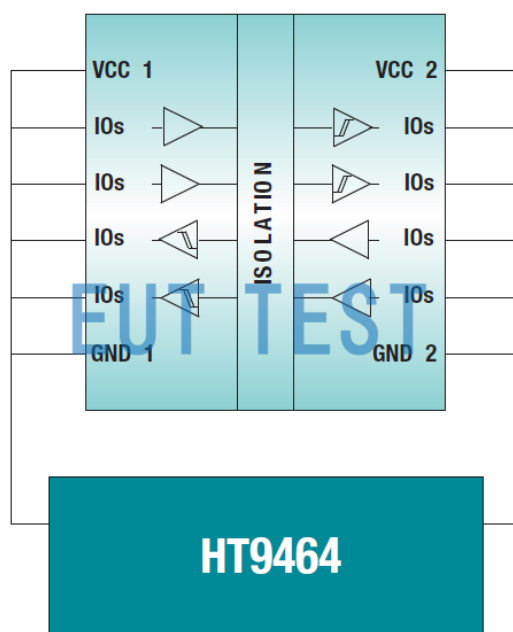 VCC 1 VCC 2
IOs IOs
IOs IOs
IOs IOs
IOs IOs
GND 1 GND 2
ISOLATION
EUT TEST
HT9464